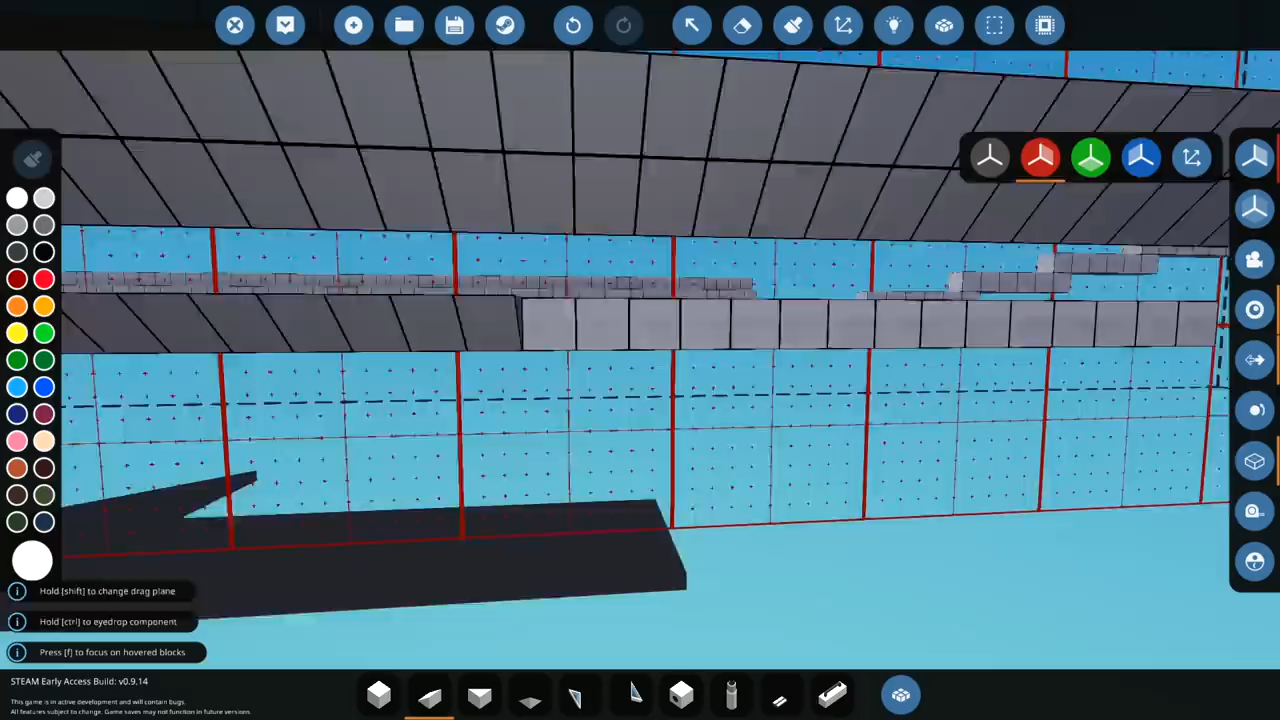 Hold [shift] to change drag plane
Hold [ctrl] to eyedrop component
Press [f] to focus on hovered blocks
STEAM Early Access Build: v0.9.14
This game is in active development and will contain bugs.
All features subject to change. Game saves may not function in future versions.